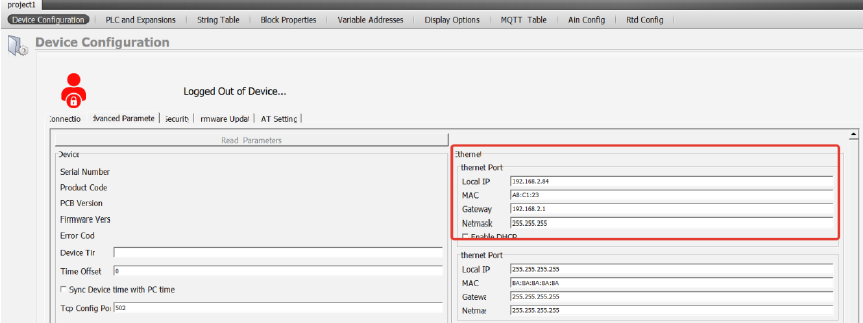 project1
Device Configuration PLC and Expansions String Table Block Properties Variable Addresses Display Options MQTT Table Ain Config Rtd Config
Device Configuration
Logged Out of Device...
onnectio dvanced Paramete ecurity rmware Updat AT Setting
Read Parameters
Device
Serial Number
Product Code
PCB Version
Firmware Vers
Error Cod
Device Tir
Time Offset 0
Sync Device time with PC time
Tcp Config Por 502
Ethernet
thernet Port
Local IP 192.168.2.84
MAC A8:C1:23
Gateway 192.168.2.1
Netmask 255.255.255
Enable DHCP
thernet Port
Local IP 255.255.255.255
MAC BA:BA:BA:BA:BA
Gatewa 255.255.255.255
Netmas 255.255.255.255